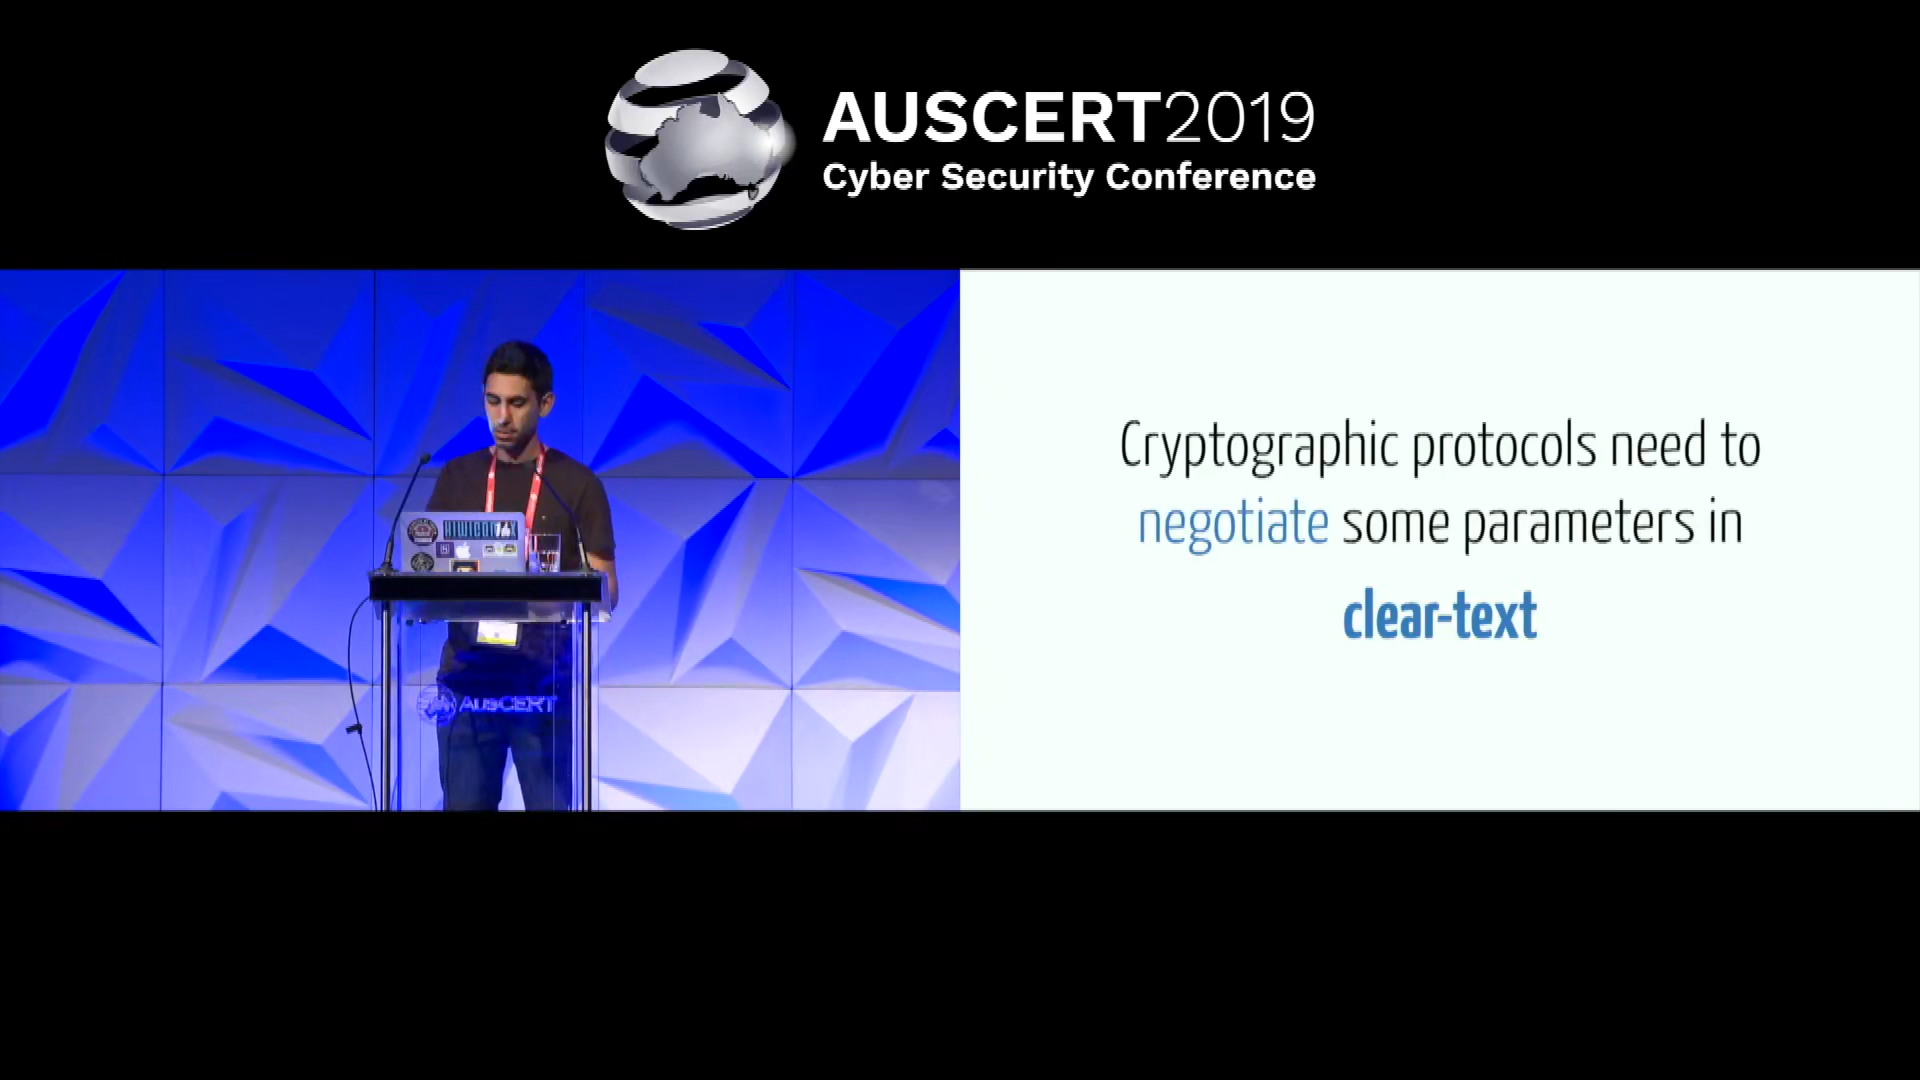 AUSCERT2019
Cyber Security Conference
Cryptographic protocols need to
negotiate some parameters in
clear-text
AUSCERT